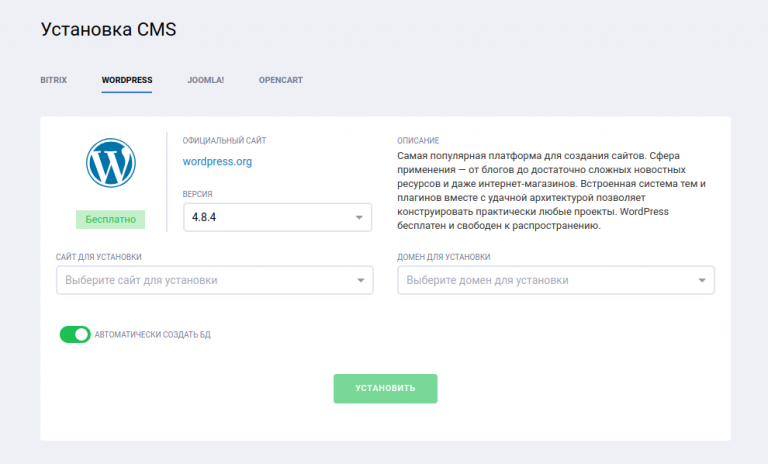 Установка CMS
BITRIX
WORDPRESS
JOOMLA!
OPENCART
ОФИЦИАЛЬНЫЙ САЙТ
wordpress.org
ВЕРСИЯ
4.8.4
Бесплатно
ОПИСАНИЕ
Самая популярная платформа для создания сайтов. Сфера
применения — от блогов до достаточно сложных новостных
ресурсов и даже интернет-магазинов. Встроенная система тем и
плагинов вместе с удачной архитектурой позволяет
конструировать практически любые проекты. WordPress
бесплатен и свободен к распространению.
САЙТ ДЛЯ УСТАНОВКИ
Выберите сайт для установки
ДОМЕН ДЛЯ УСТАНОВКИ
Выберите домен для установки
АВТОМАТИЧЕСКИ СОЗДАТЬ БД
УСТАНОВИТЬ